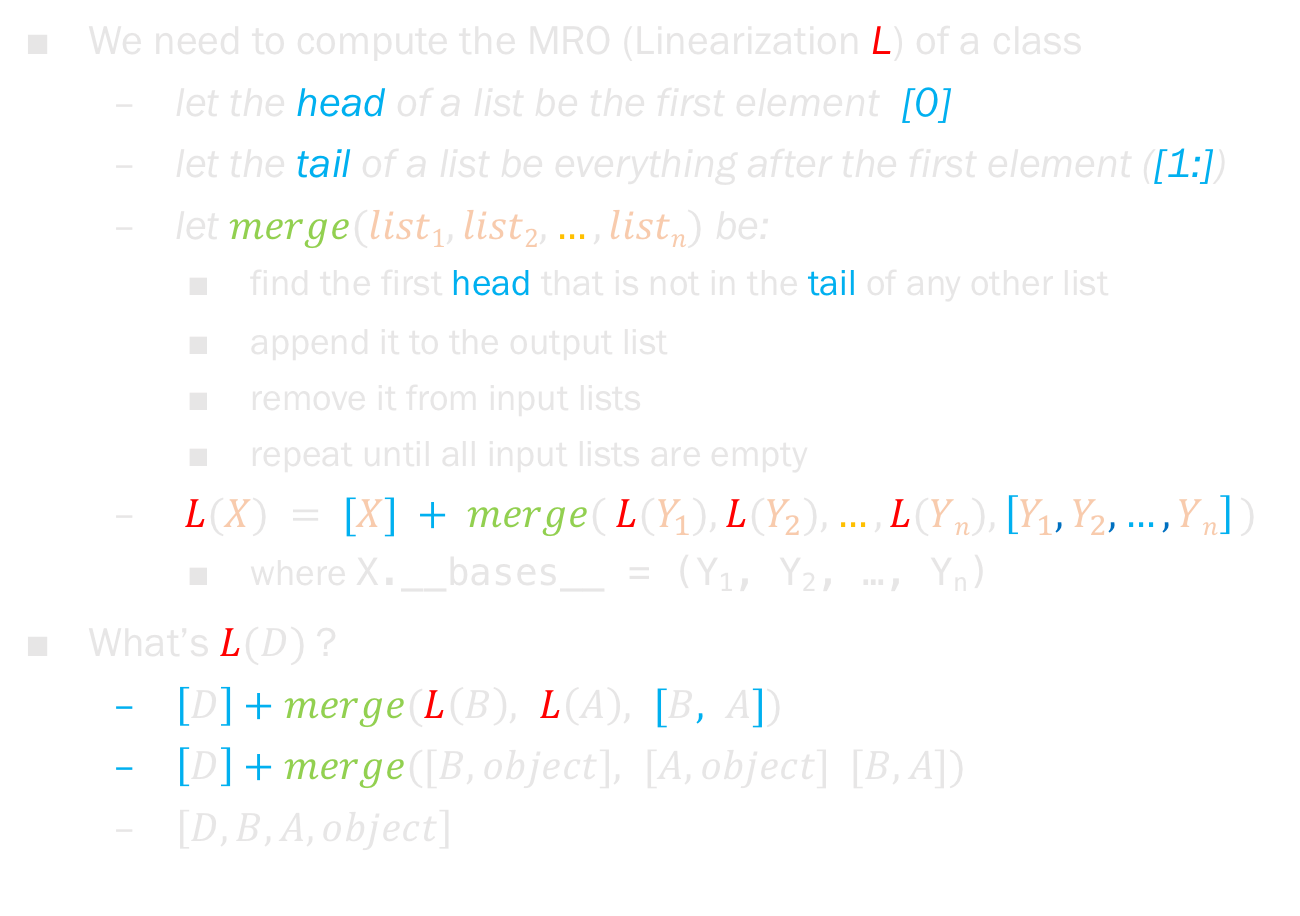 ■ We need to compute the MRO (Linearization L) of a class
– let the head of a list be the first element [0]
– let the tail of a list be everything after the first element ([1:])
– let merge(list₁, list₂, … , listₙ) be:
■ find the first head that is not in the tail of any other list
■ append it to the output list
■ remove it from input lists
■ repeat until all input lists are empty
– L(X) = [X] + merge( L(Y₁), L(Y₂), … , L(Yₙ), [Y₁, Y₂, … , Yₙ] )
■ where X.__bases__ = (Y₁, Y₂, …, Yₙ)
■ What’s L(D) ?
– [D] + merge(L(B), L(A), [B, A])
– [D] + merge([B, object], [A, object] [B, A])
– [D, B, A, object]